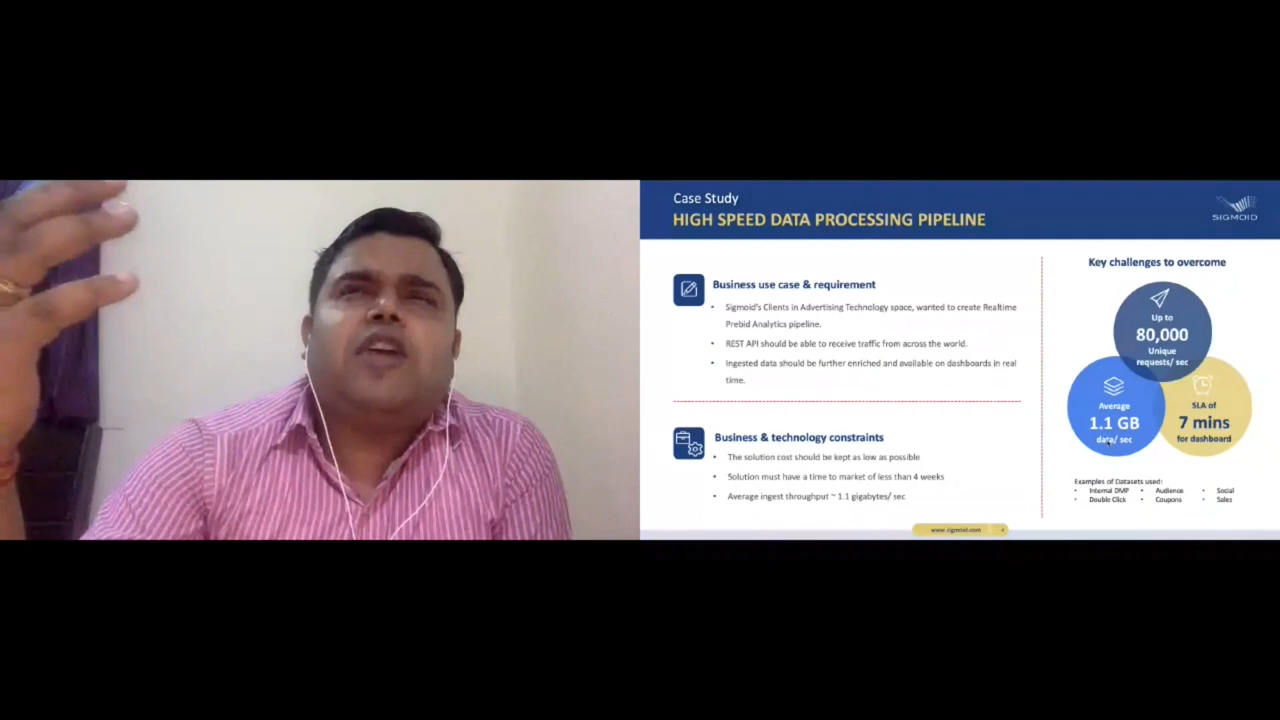 Case Study
HIGH SPEED DATA PROCESSING PIPELINE
SIGMOID
Business use case & requirement
• Sigmoid's Clients in Advertising Technology space, wanted to create Realtime
Prebid Analytics pipeline.
• REST API should be able to receive traffic from across the world.
• Ingested data should be further enriched and available on dashboards in real
time.
Business & technology constraints
• The solution cost should be kept as low as possible
• Solution must have a time to market of less than 4 weeks
• Average ingest throughput ~ 1.1 gigabytes/ sec
Key challenges to overcome
Up to
80,000
Unique
requests/ sec
Average
1.1 GB
data/ sec
SLA of
7 mins
for dashboard
Examples of Datasets used:
• Internal DMP • Audience • Social
• Double Click • Coupons • Sales
www.sigmoid.com 4